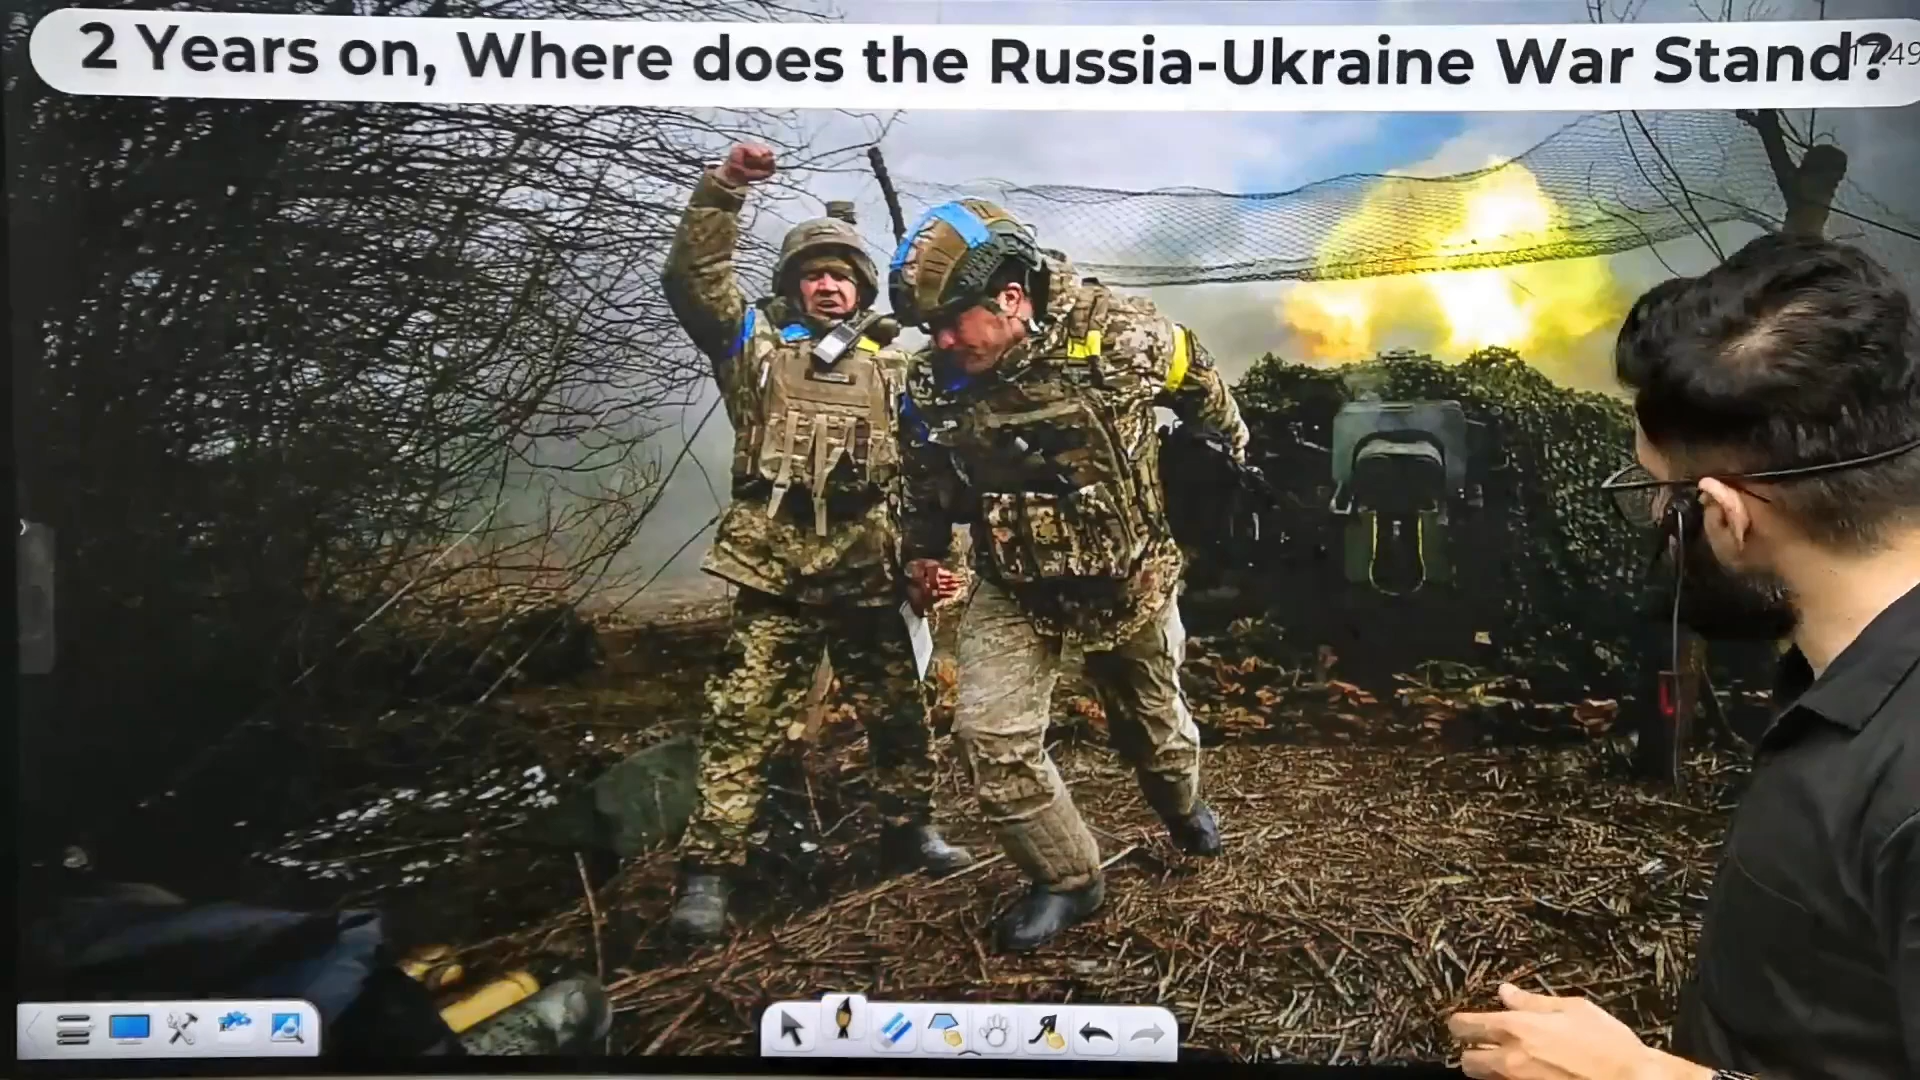 2 Years on, Where does the Russia-Ukraine War Stand?